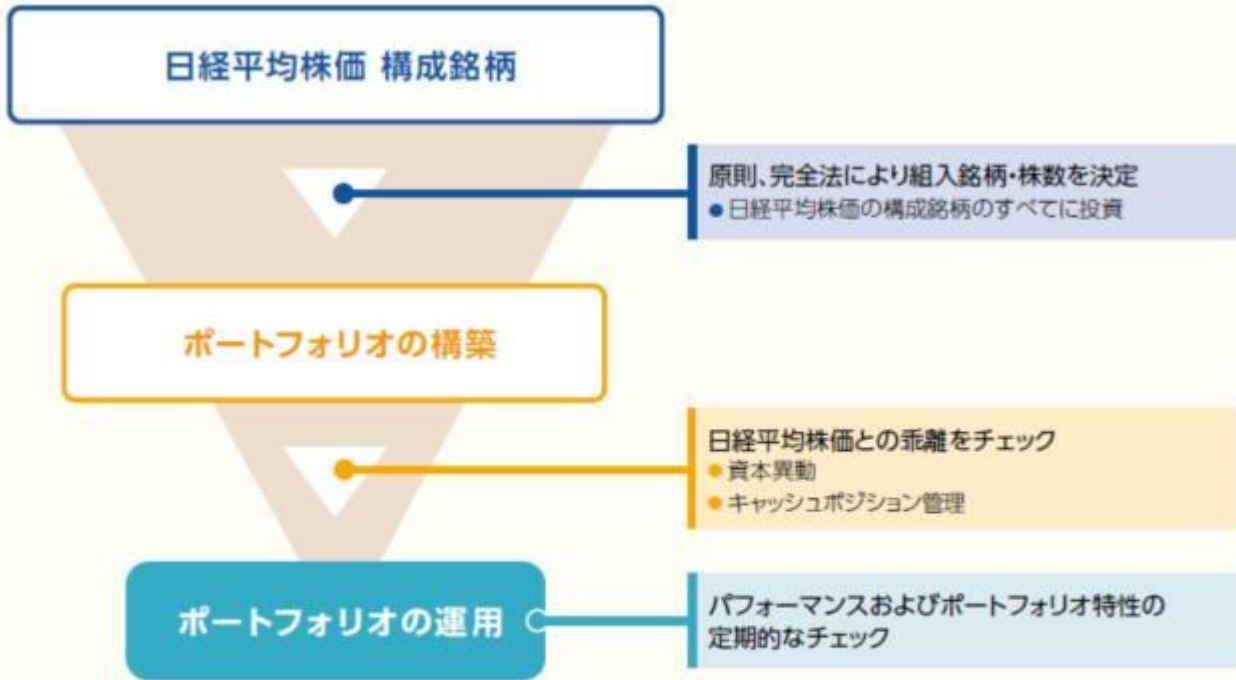 日経平均株価 構成銘柄
原則、完全法により組入銘柄・株数を決定
●日経平均株価の構成銘柄のすべてに投資
ポートフォリオの構築
日経平均株価との乖離をチェック
●資本異動
●キャッシュポジション管理
ポートフォリオの運用
パフォーマンスおよびポートフォリオ特性の
定期的なチェック